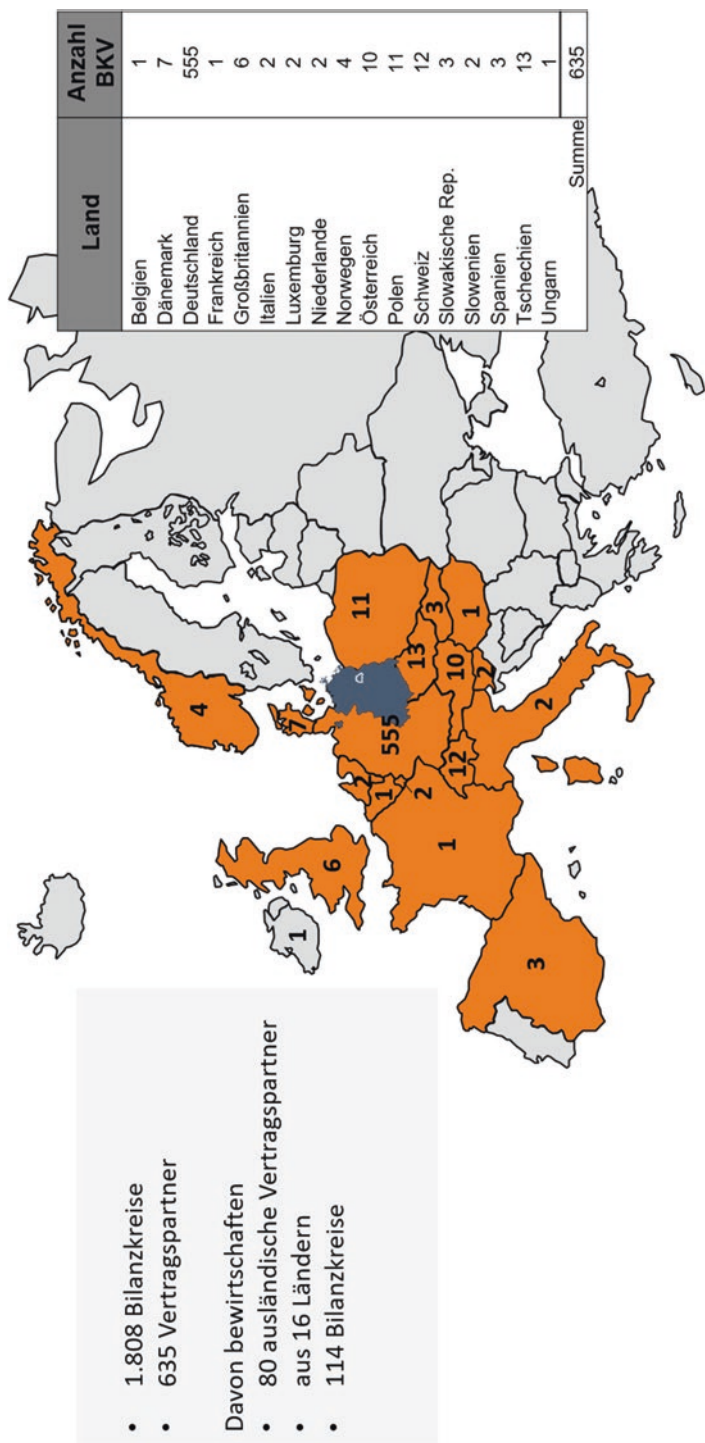 • 1.808 Bilanzkreise
• 635 Vertragspartner
Davon bewirtschaften
• 80 ausländische Vertragspartner
• aus 16 Ländern
• 114 Bilanzkreise
4
1
6
7
2
1
555
11
2
13
3
12
10
1
1
2
3
2
Land Anzahl BKV
Belgien 1
Dänemark 7
Deutschland 555
Frankreich 1
Großbritannien 6
Italien 2
Luxemburg 2
Niederlande 2
Norwegen 4
Österreich 10
Polen 11
Schweiz 12
Slowakische Rep. 3
Slowenien 2
Spanien 3
Tschechien 13
Ungarn 1
Summe 635